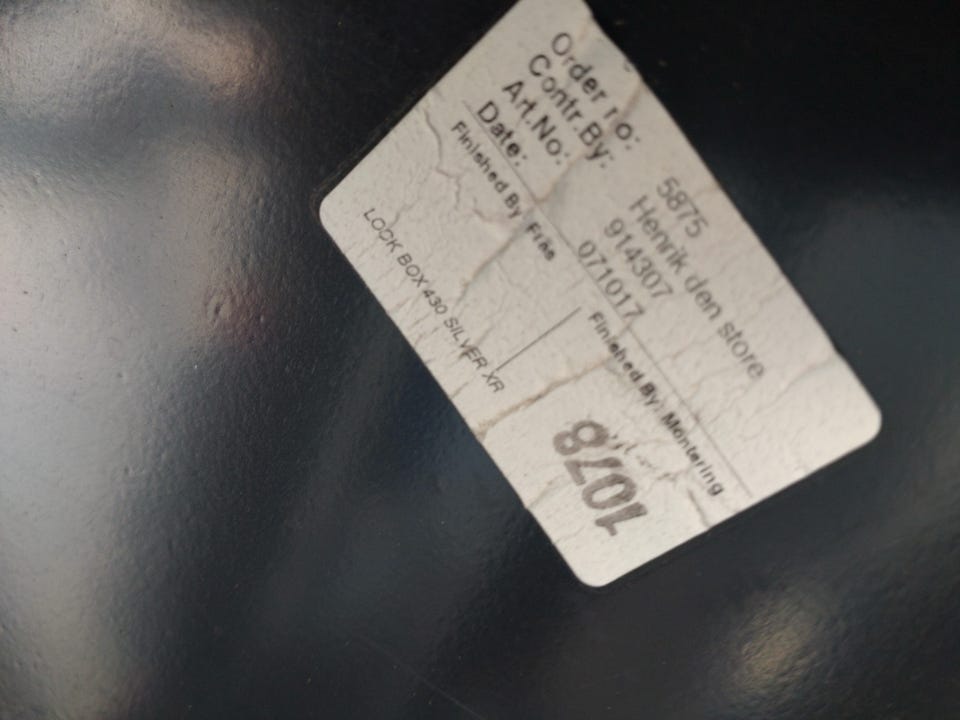 Order no: 5875
Contr.By: Henrik den store
Art.No: 914307
Date: 071017
Finished By Fräs
Finished By: Montering
LOCK BOX 430 SILVER XR
1078